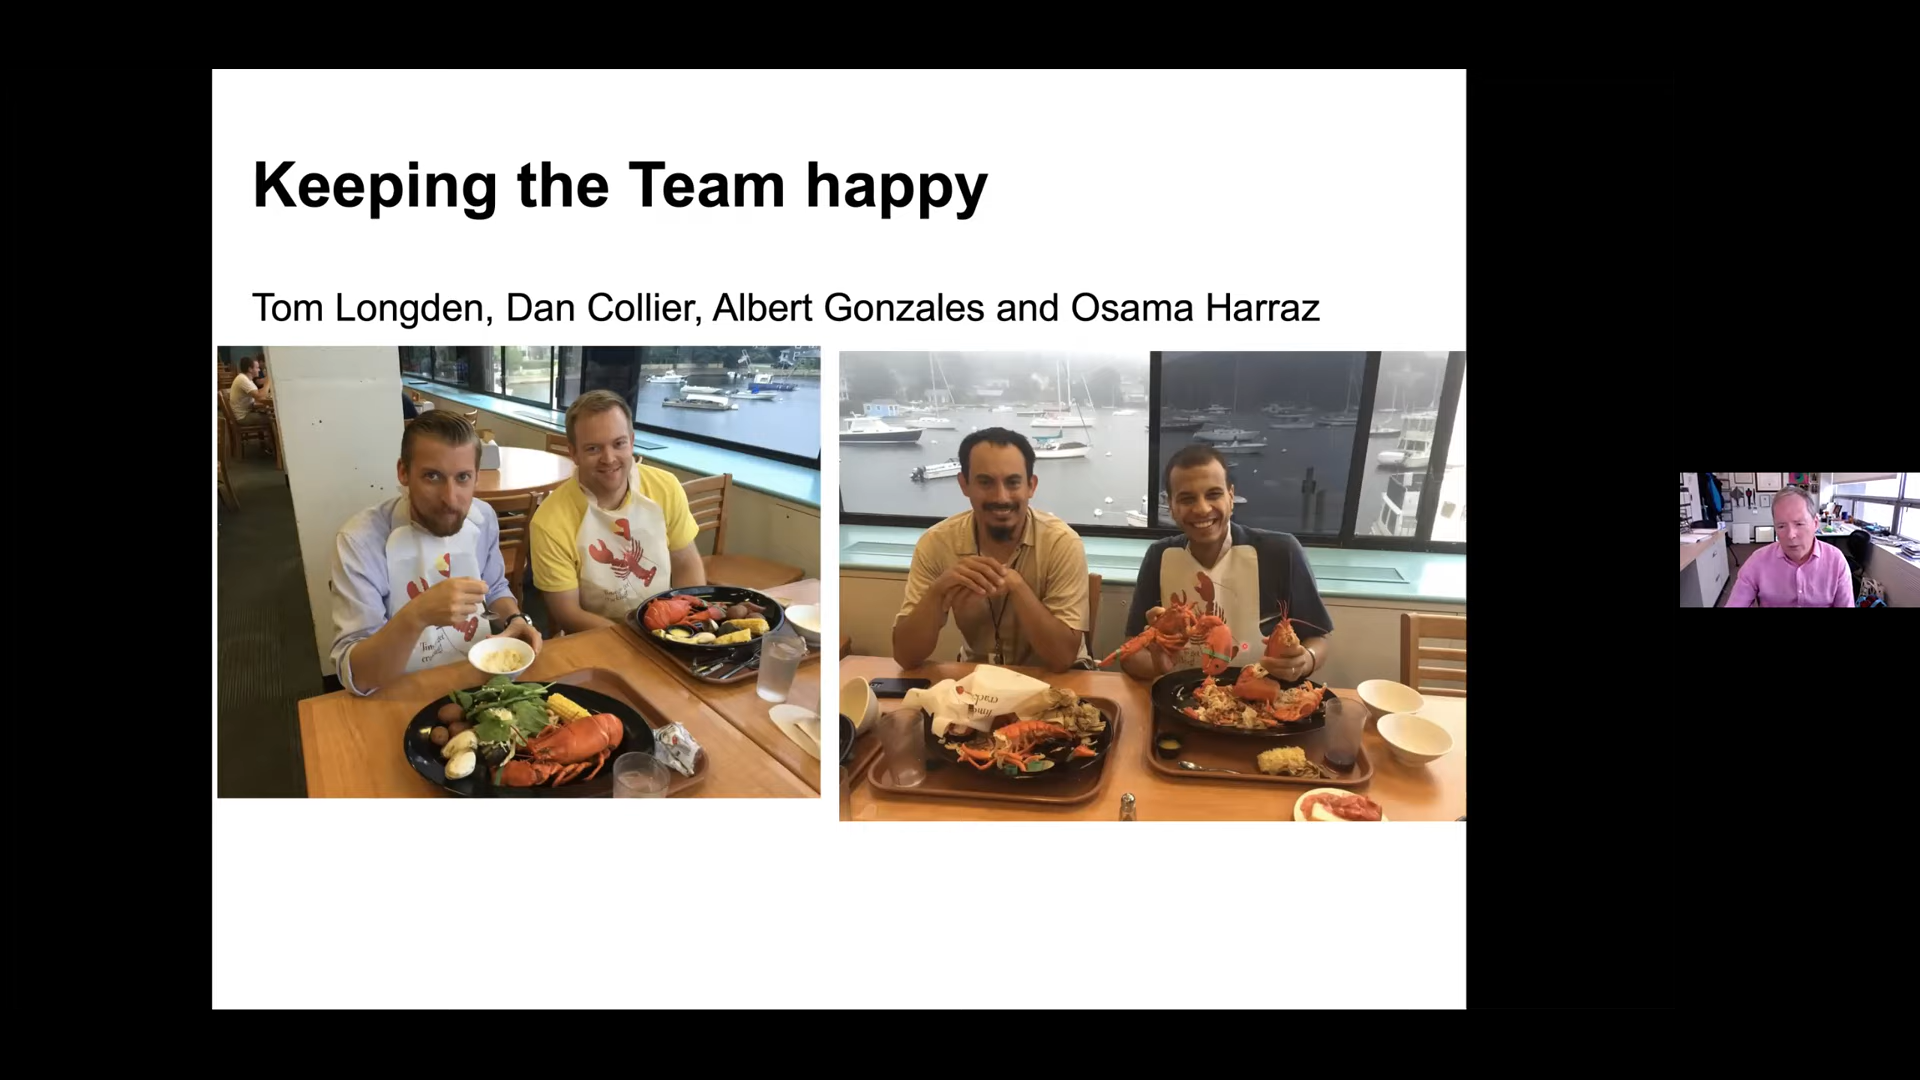 Keeping the Team happy
Tom Longden, Dan Collier, Albert Gonzales and Osama Harraz